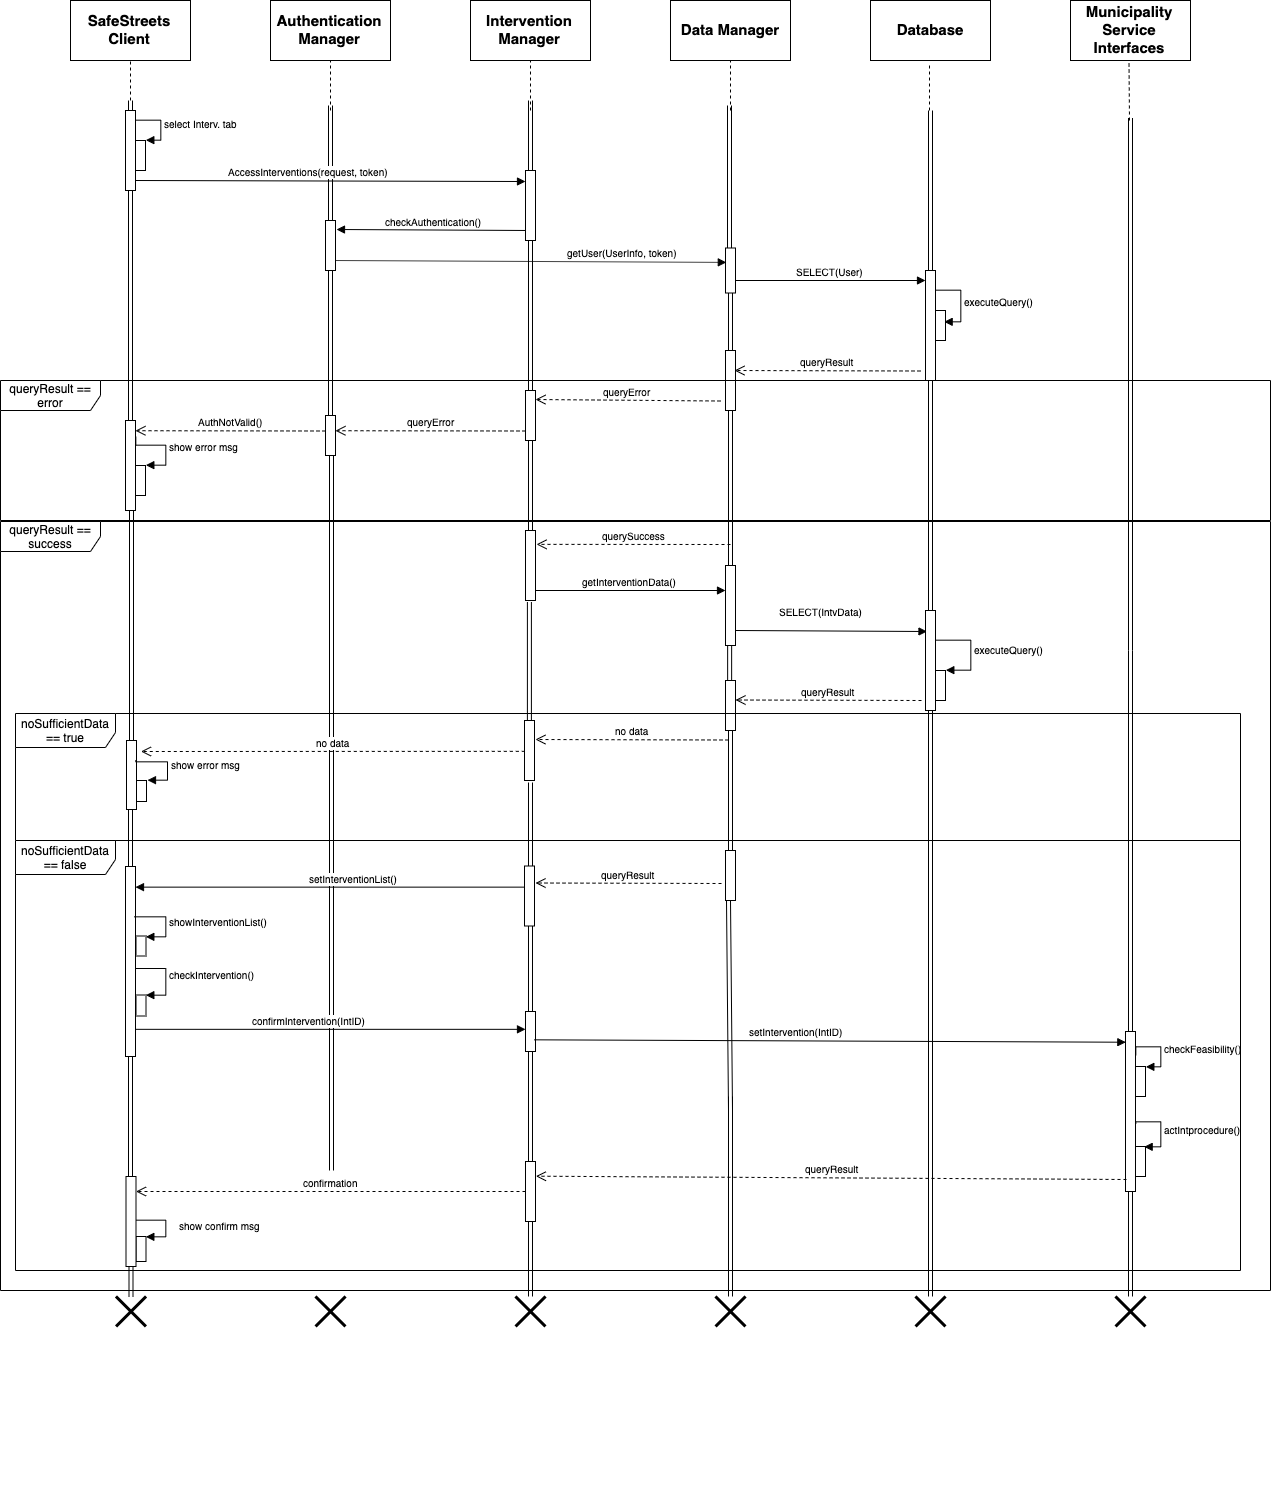 SafeStreets
Client
Authentication
Manager
Intervention
Manager
Data Manager
Database
Municipality
Service
Interfaces
select Interv. tab
AccessInterventions(request, token)
checkAuthentication()
getUser(UserInfo, token)
SELECT(User)
executeQuery()
queryResult
queryResult ==
error
queryError
AuthNotValid()
queryError
show error msg
queryResult ==
success
querySuccess
getInterventionData()
SELECT(IntvData)
executeQuery()
queryResult
noSufficientData
== true
no data
no data
show error msg
noSufficientData
== false
queryResult
setInterventionList()
showInterventionList()
checkIntervention()
confirmIntervention(IntID)
setIntervention(IntID)
checkFeasibility()
actIntprocedure()
queryResult
confirmation
show confirm msg